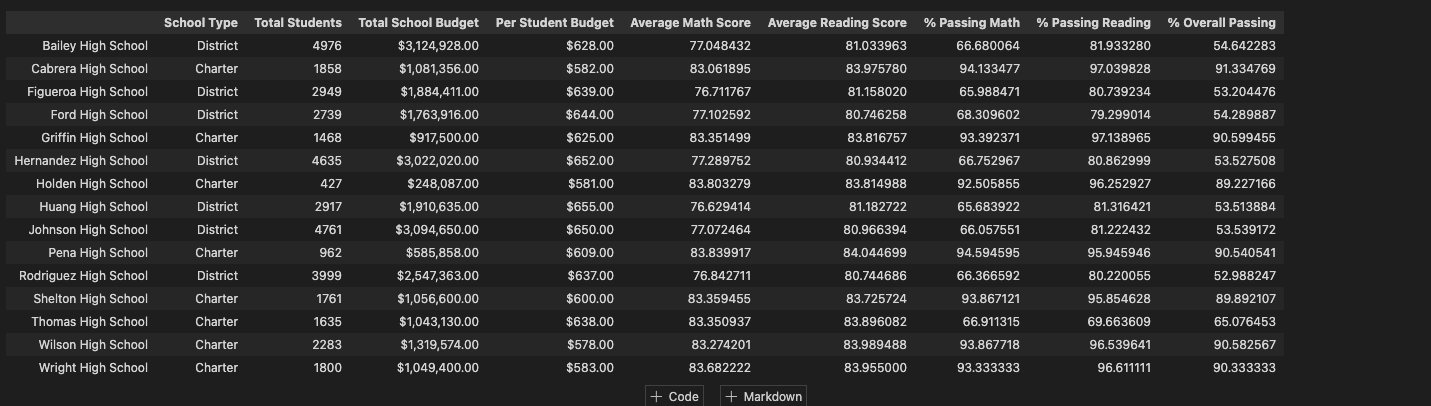 School Type Total Students Total School Budget Per Student Budget Average Math Score Average Reading Score % Passing Math % Passing Reading % Overall Passing
Bailey High School District 4976 $3,124,928.00 $628.00 77.048432 81.033963 66.680064 81.933280 54.642283
Cabrera High School Charter 1858 $1,081,356.00 $582.00 83.061895 83.975780 94.133477 97.039828 91.334769
Figueroa High School District 2949 $1,884,411.00 $639.00 76.711767 81.158020 65.988471 80.739234 53.204476
Ford High School District 2739 $1,763,916.00 $644.00 77.102592 80.746258 68.309602 79.299014 54.289887
Griffin High School Charter 1468 $917,500.00 $625.00 83.351499 83.816757 93.392371 97.138965 90.599455
Hernandez High School District 4635 $3,022,020.00 $652.00 77.289752 80.934412 66.752967 80.862999 53.527508
Holden High School Charter 427 $248,087.00 $581.00 83.803279 83.814988 92.505855 96.252927 89.227166
Huang High School District 2917 $1,910,635.00 $655.00 76.629414 81.182722 65.683922 81.316421 53.513884
Johnson High School District 4761 $3,094,650.00 $650.00 77.072464 80.966394 66.057551 81.222432 53.539172
Pena High School Charter 962 $585,858.00 $609.00 83.839917 84.044699 94.594595 95.945946 90.540541
Rodriguez High School District 3999 $2,547,363.00 $637.00 76.842711 80.744686 66.366592 80.220055 52.988247
Shelton High School Charter 1761 $1,056,600.00 $600.00 83.359455 83.725724 93.867121 95.854628 89.892107
Thomas High School Charter 1635 $1,043,130.00 $638.00 83.350937 83.896082 66.911315 69.663609 65.076453
Wilson High School Charter 2283 $1,319,574.00 $578.00 83.274201 83.989488 93.867718 96.539641 90.582567
Wright High School Charter 1800 $1,049,400.00 $583.00 83.682222 83.955000 93.333333 96.611111 90.333333
+ Code + Markdown